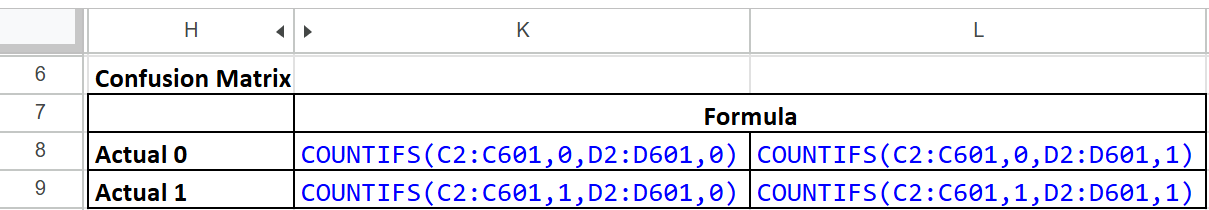 H K L
6 Confusion Matrix
7 Formula
8 Actual 0 COUNTIFS(C2:C601,0,D2:D601,0) COUNTIFS(C2:C601,0,D2:D601,1)
9 Actual 1 COUNTIFS(C2:C601,1,D2:D601,0) COUNTIFS(C2:C601,1,D2:D601,1)